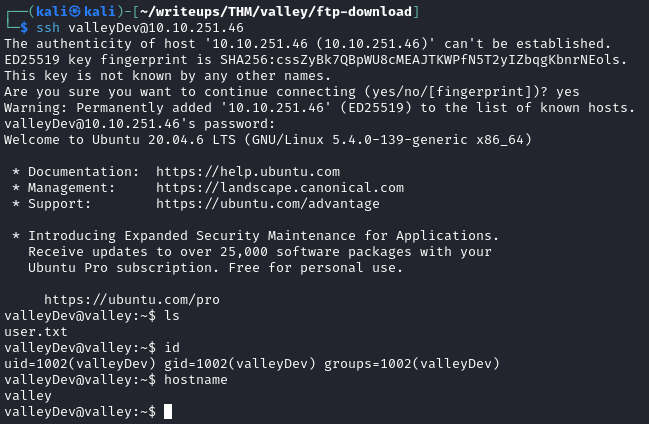 ┌──(kali㉿kali)-[~/writeups/THM/valley/ftp-download]
└─$ ssh valleyDev@10.10.251.46
The authenticity of host '10.10.251.46 (10.10.251.46)' can't be established.
ED25519 key fingerprint is SHA256:cssZyBk7QBpWU8cMEAJTKWPfN5T2yIZbqgKbnrNEols.
This key is not known by any other names.
Are you sure you want to continue connecting (yes/no/[fingerprint])? yes
Warning: Permanently added '10.10.251.46' (ED25519) to the list of known hosts.
valleyDev@10.10.251.46's password:
Welcome to Ubuntu 20.04.6 LTS (GNU/Linux 5.4.0-139-generic x86_64)

 * Documentation:  https://help.ubuntu.com
 * Management:     https://landscape.canonical.com
 * Support:        https://ubuntu.com/advantage

 * Introducing Expanded Security Maintenance for Applications.
   Receive updates to over 25,000 software packages with your
   Ubuntu Pro subscription. Free for personal use.

     https://ubuntu.com/pro
valleyDev@valley:~$ ls
user.txt
valleyDev@valley:~$ id
uid=1002(valleyDev) gid=1002(valleyDev) groups=1002(valleyDev)
valleyDev@valley:~$ hostname
valley
valleyDev@valley:~$